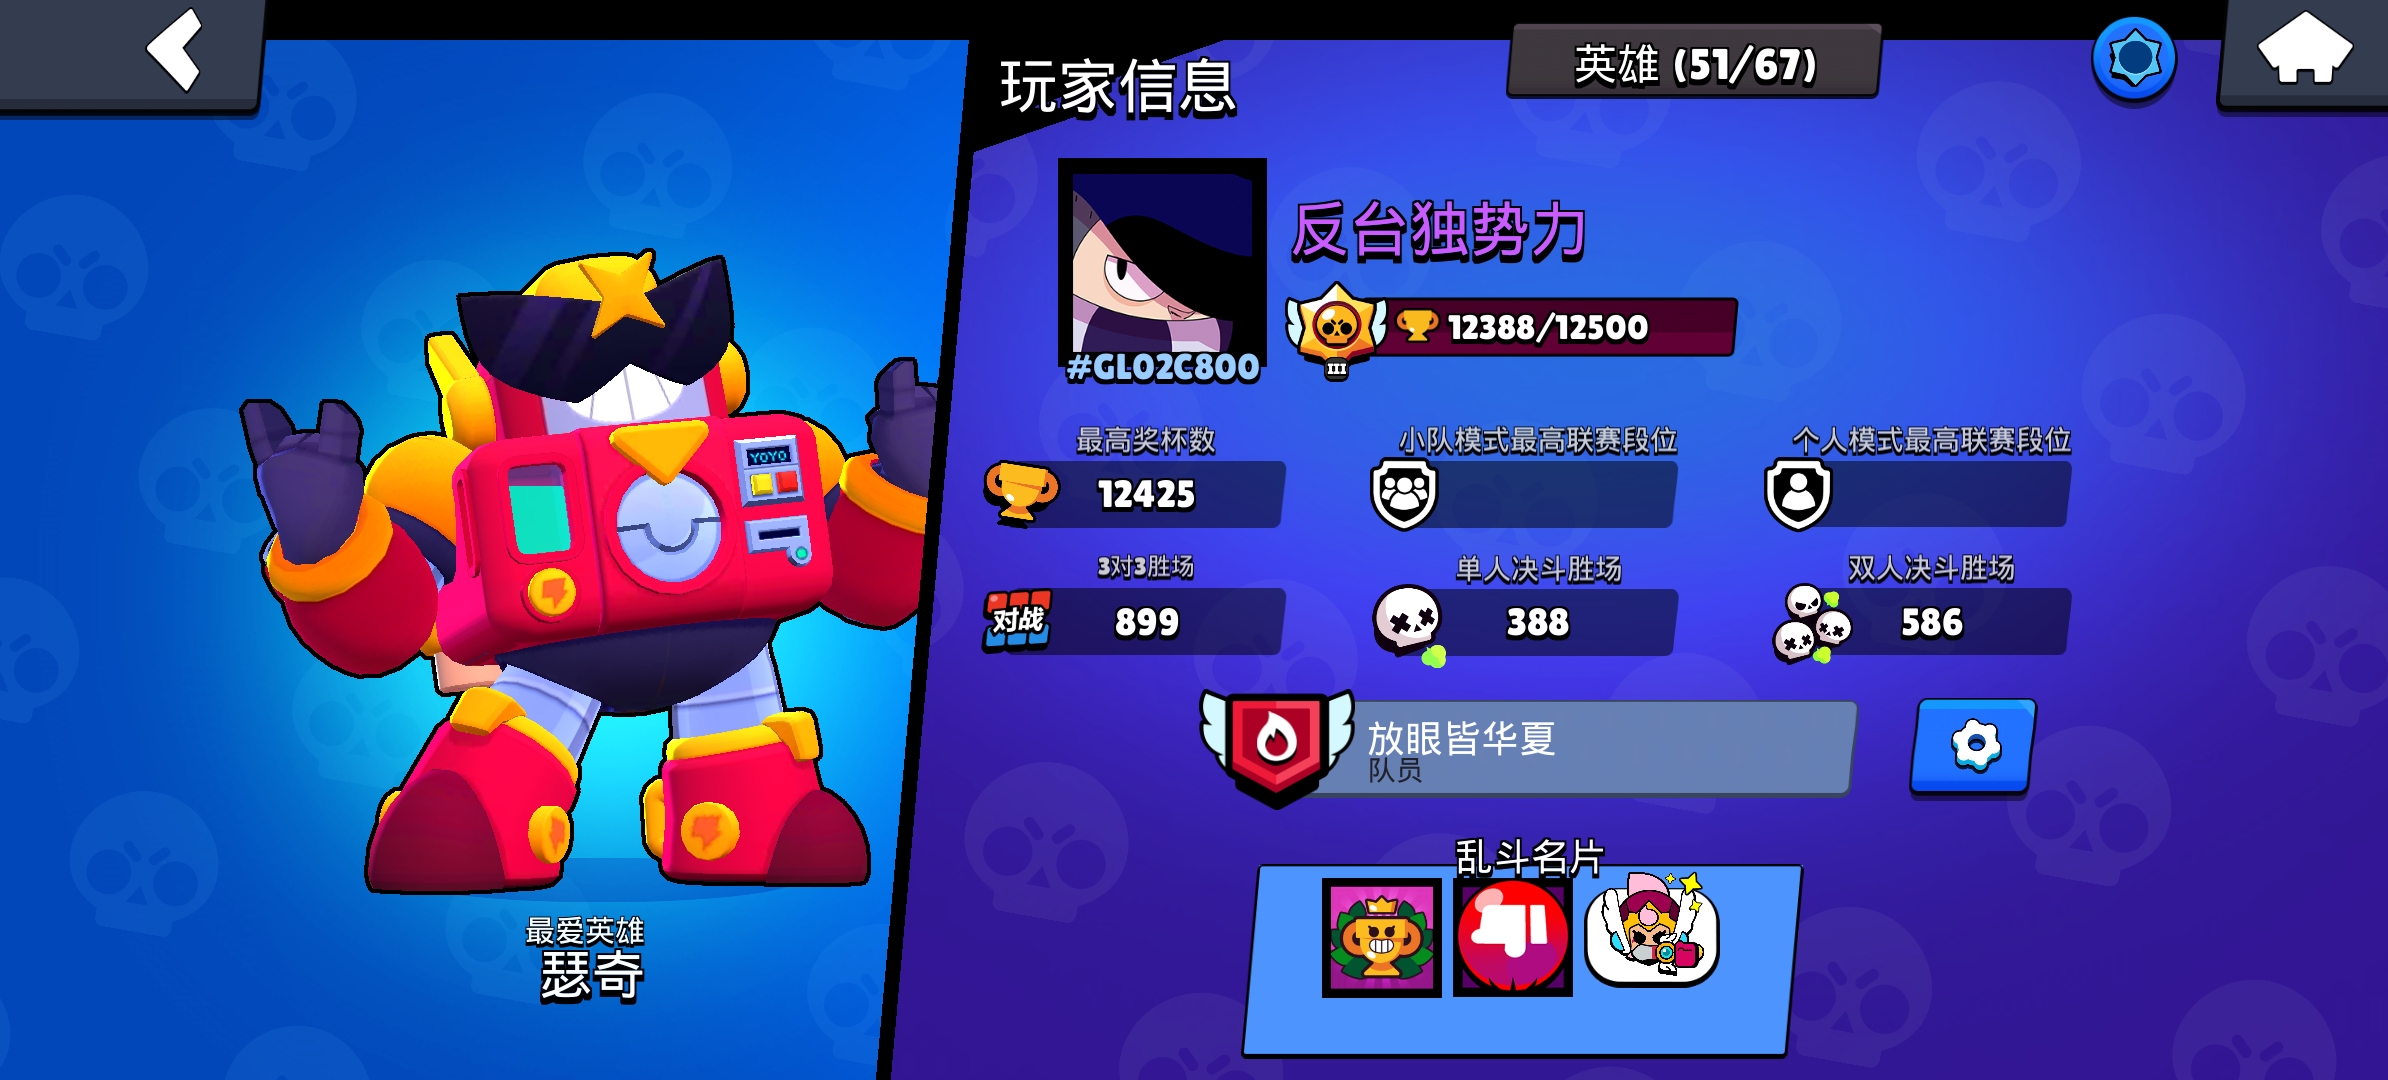 玩家信息
英雄 (51/67)
反台独势力
12388/12500
III
#GL02C800
最高奖杯数
小队模式最高联赛段位
个人模式最高联赛段位
12425
3对3胜场
单人决斗胜场
双人决斗胜场
对战
899
388
586
放眼皆华夏
队员
乱斗名片
YOYO
最爱英雄
瑟奇